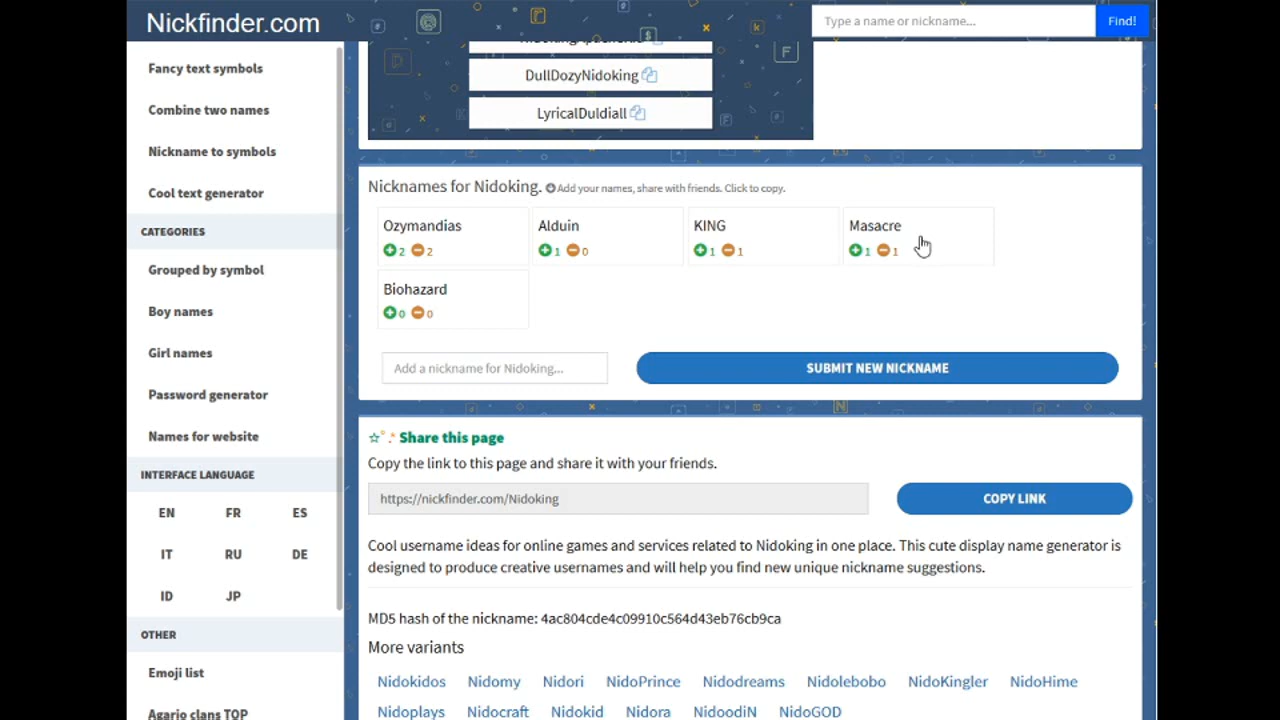 Nickfinder.com
Type a name or nickname...
Find!
Fancy text symbols
Combine two names
Nickname to symbols
Cool text generator
CATEGORIES
Grouped by symbol
Boy names
Girl names
Password generator
Names for website
INTERFACE LANGUAGE
EN FR ES
IT RU DE
ID JP
OTHER
Emoji list
Agario clans TOP
DullDozyNidoking
LyricalDuldiall
Nicknames for Nidoking. Add your names, share with friends. Click to copy.
Ozymandias Alduin KING Masacre
2 2 1 0 1 1 1 1
Biohazard
0 0
Add a nickname for Nidoking...
SUBMIT NEW NICKNAME
Share this page
Copy the link to this page and share it with your friends.
https://nickfinder.com/Nidoking
COPY LINK
Cool username ideas for online games and services related to Nidoking in one place. This cute display name generator is
designed to produce creative usernames and will help you find new unique nickname suggestions.
MD5 hash of the nickname: 4ac804cde4c09910c564d43eb76cb9ca
More variants
Nidokidos Nidomy Nidori NidoPrince Nidodreams Nidolebobo NidoKingler NidoHime
Nidoplays Nidocraft Nidokid Nidora NidoodiN NidoGOD